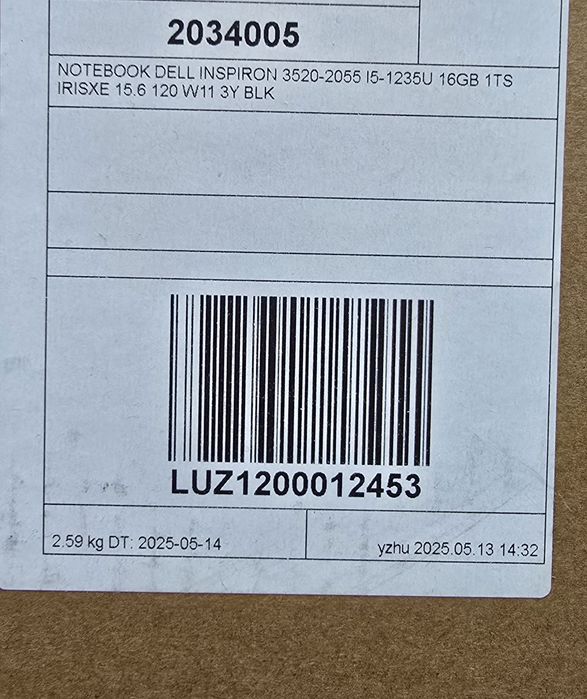 2034005
NOTEBOOK DELL INSPIRON 3520-2055 I5-1235U 16GB 1TS
IRISXE 15.6 120 W11 3Y BLK
LUZ1200012453
2.59 kg DT: 2025-05-14
yzhu 2025.05.13 14:32